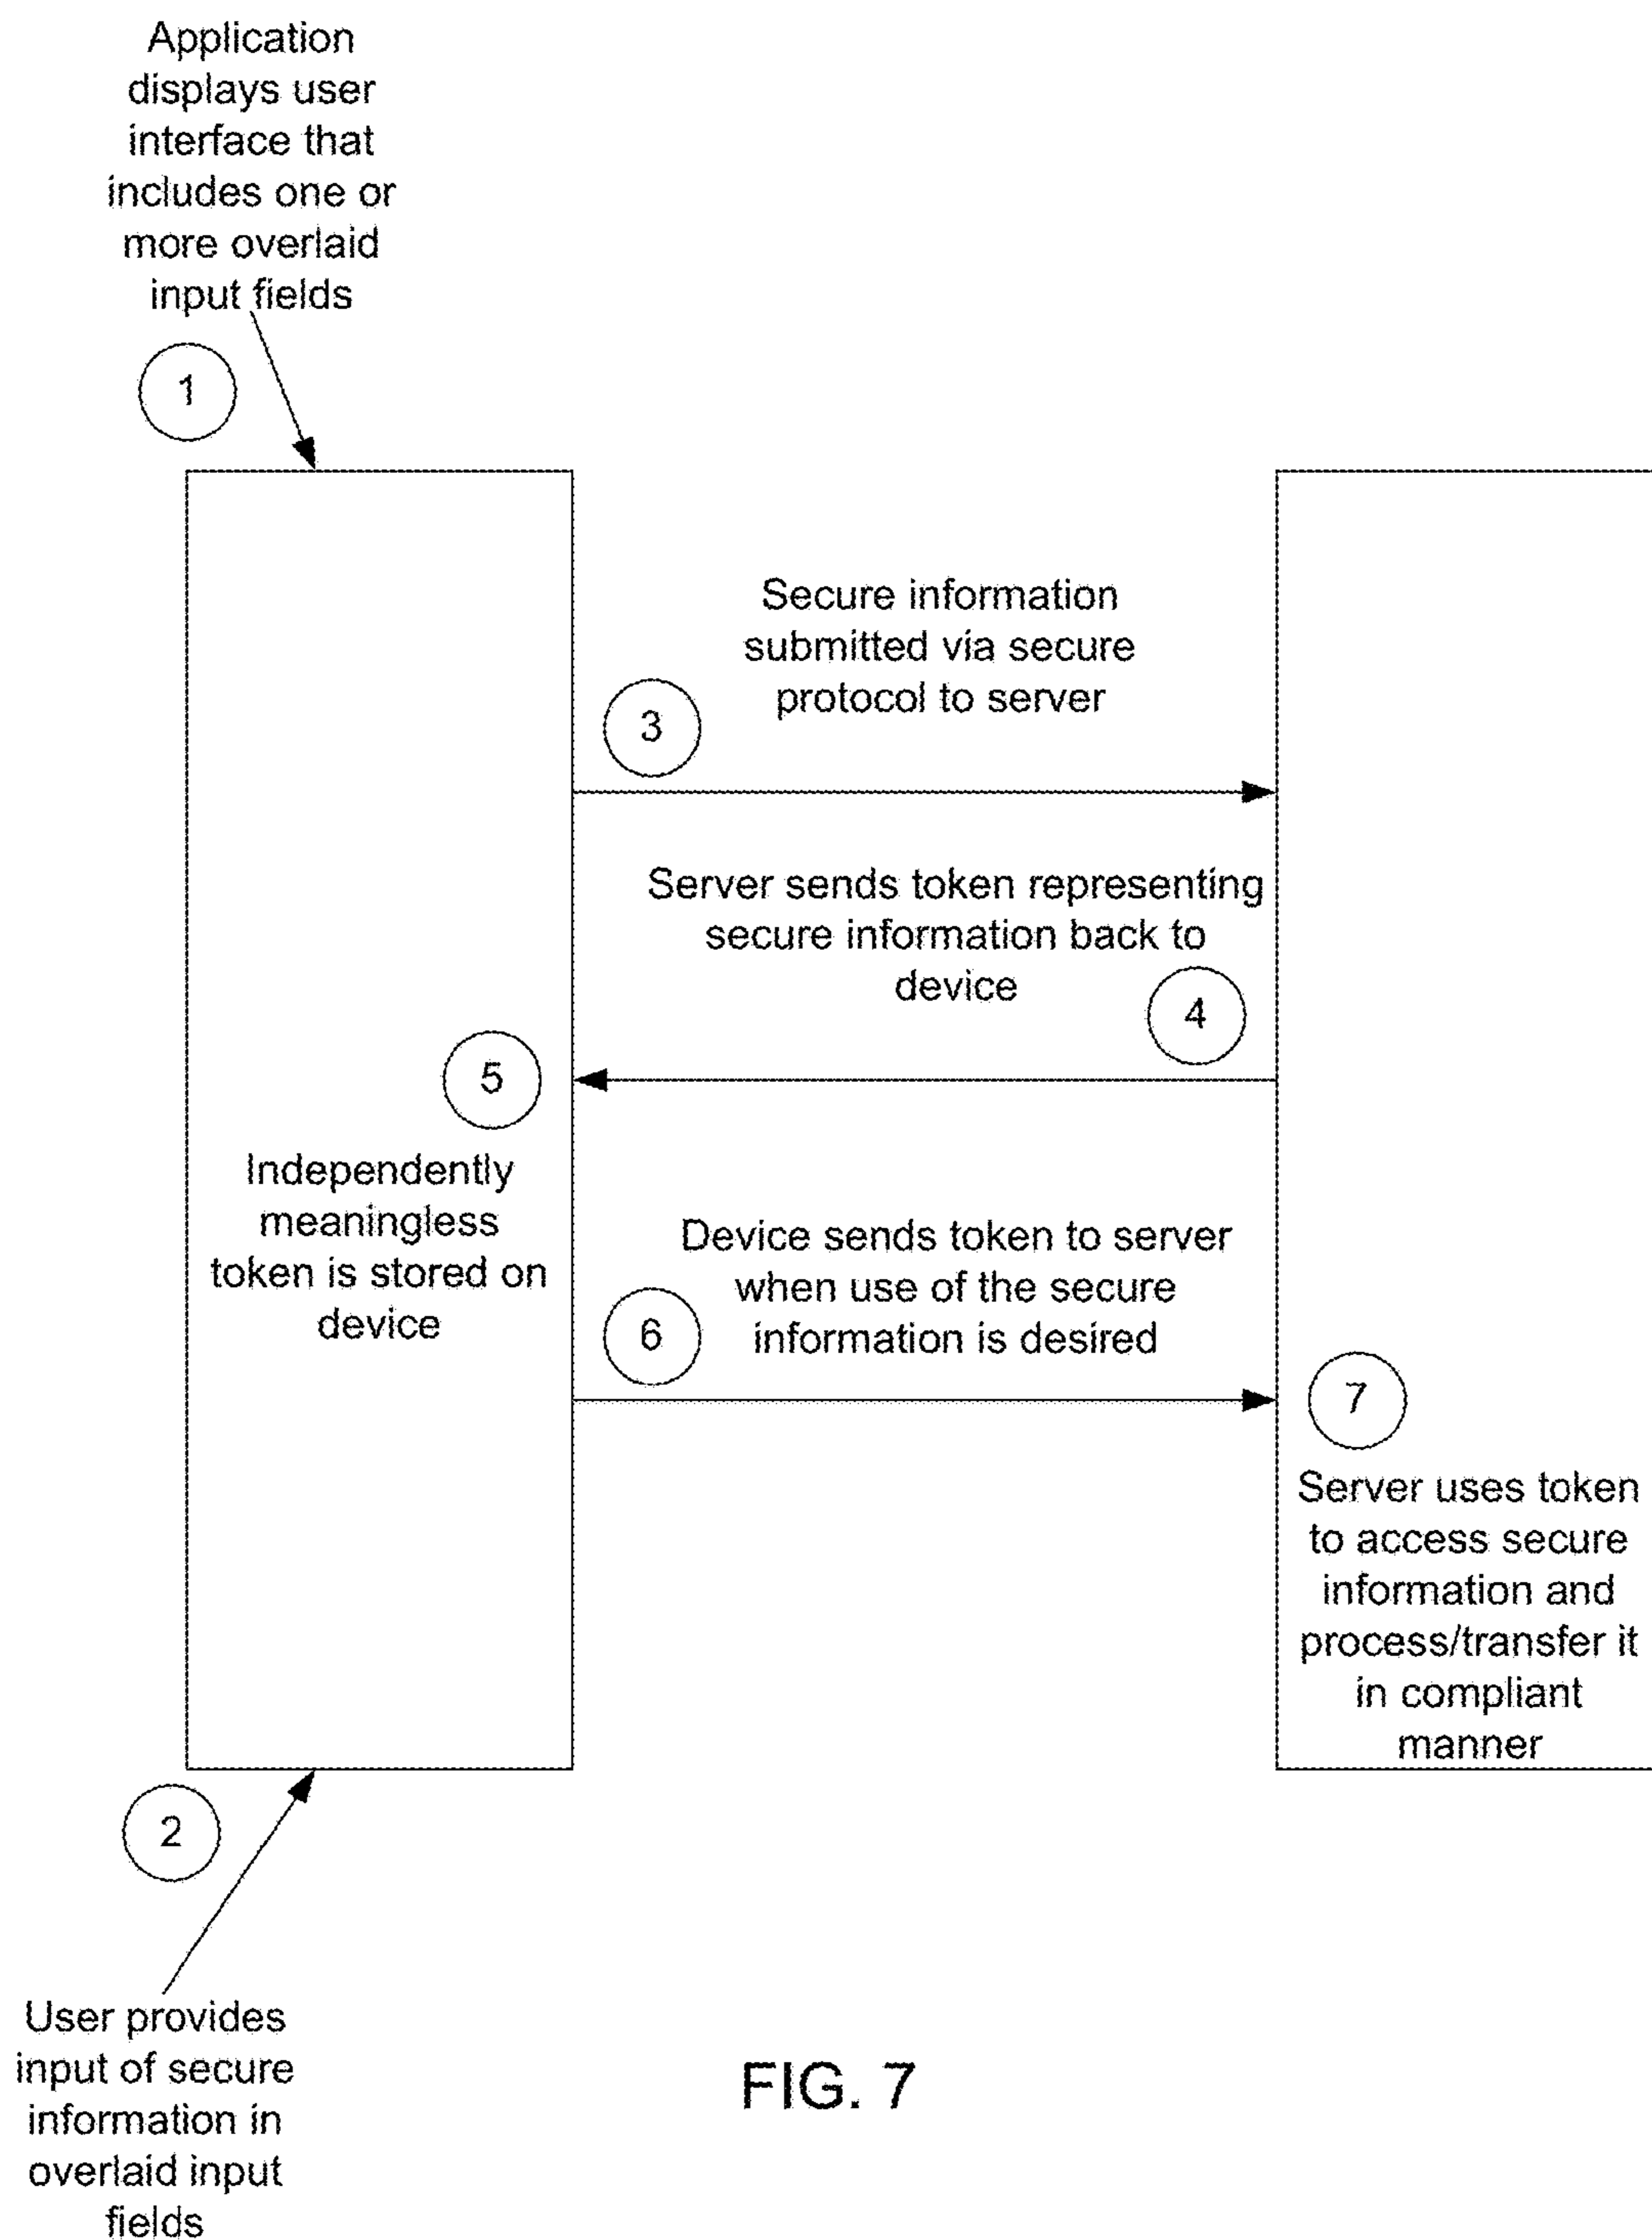 Application
displays user
interface that
includes one or
more overlaid
input fields
1
Secure information
submitted via secure
protocol to server
3
Server sends token representing
secure information back to
device
4
5
Independently
meaningless
token is stored on
device
Device sends token to server
when use of the secure
information is desired
6
7
Server uses token
to access secure
information and
process/transfer it
in compliant
manner
2
User provides
input of secure
information in
overlaid input
fields
FIG. 7